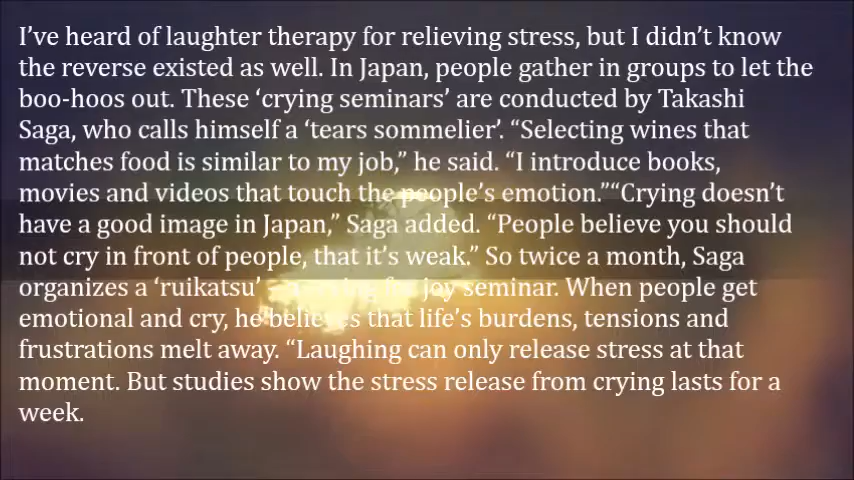 I’ve heard of laughter therapy for relieving stress, but I didn’t know
the reverse existed as well. In Japan, people gather in groups to let the
boo-hoos out. These ‘crying seminars’ are conducted by Takashi
Saga, who calls himself a ‘tears sommelier’. “Selecting wines that
matches food is similar to my job,” he said. “I introduce books,
movies and videos that touch the people’s emotion.”“Crying doesn’t
have a good image in Japan,” Saga added. “People believe you should
not cry in front of people, that it’s weak.” So twice a month, Saga
organizes a ‘ruikatsu’ – a crying for joy seminar. When people get
emotional and cry, he believes that life’s burdens, tensions and
frustrations melt away. “Laughing can only release stress at that
moment. But studies show the stress release from crying lasts for a
week.